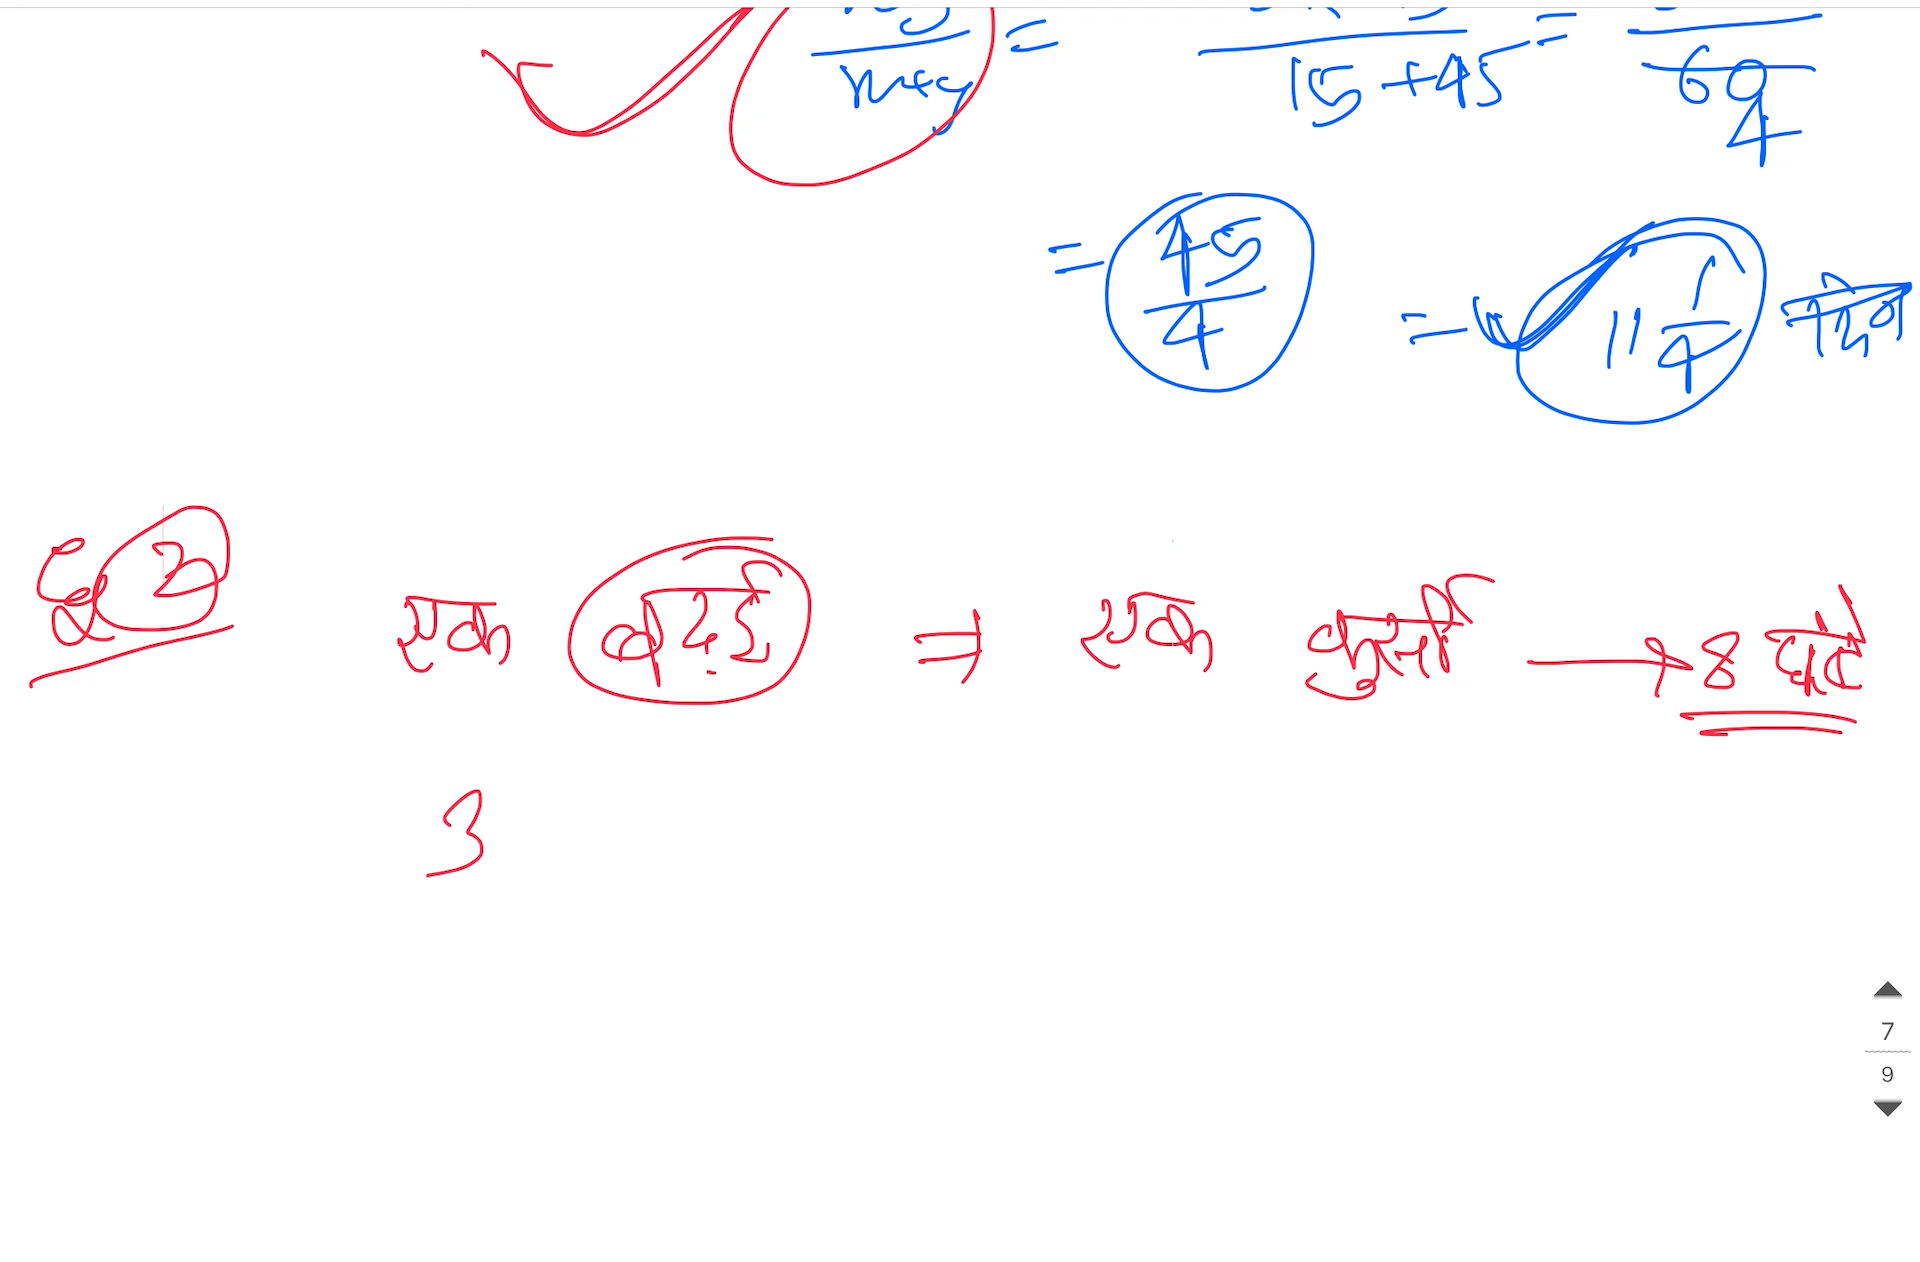 = =
x+y 15+45 60
4
= 45/4 = 11 1/4 दिन
Q 2 एक बढ़ई ⇒ एक कुर्सी → 8 घंटे
3
7
9